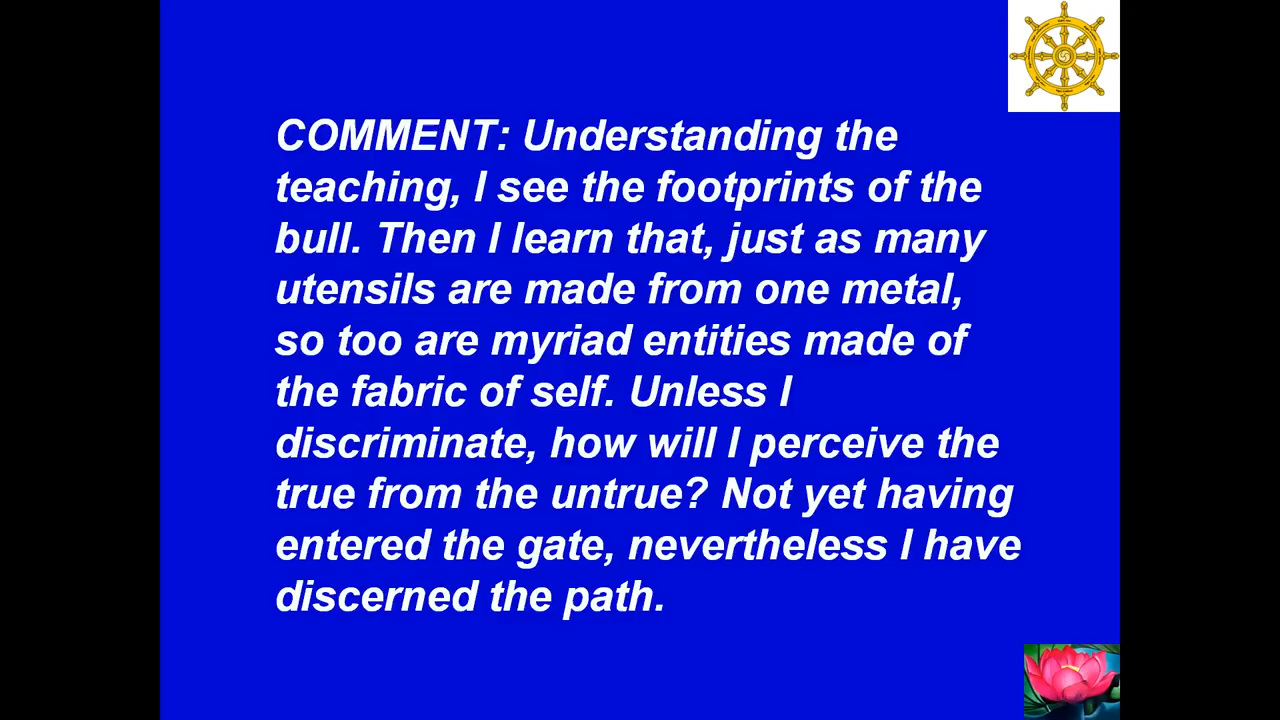 COMMENT: Understanding the
teaching, I see the footprints of the
bull. Then I learn that, just as many
utensils are made from one metal,
so too are myriad entities made of
the fabric of self. Unless I
discriminate, how will I perceive the
true from the untrue? Not yet having
entered the gate, nevertheless I have
discerned the path.